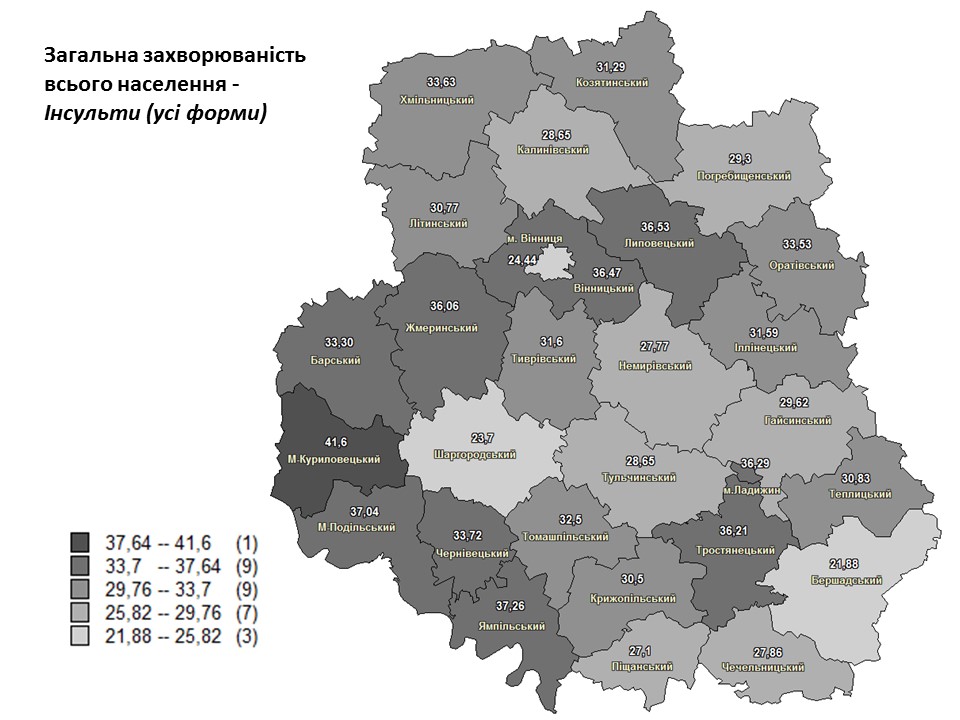 Загальна захворюваність
всього населення -
Інсульти (усі форми)
33,63
Хмільницький
31,29
Козятинський
28,65
Калинівський
29,3
Погребищенський
30,77
Літинський
м. Вінниця
24,44
36,47
Вінницький
36,53
Липовецький
33,53
Оратівський
36,06
Жмеринський
33,30
Барський
31,6
Тиврівський
27,77
Немирівський
31,59
Іллінецький
29,62
Гайсинський
41,6
М-Куриловецький
23,7
Шаргородський
28,65
Тульчинський
36,29
м.Ладижин
30,83
Теплицький
37,04
М-Подільський
33,72
Чернівецький
32,5
Томашпільський
36,21
Тростянецький
21,88
Бершадський
30,5
Крижопільський
37,26
Ямпільський
27,1
Піщанський
27,86
Чечельницький
37,64 -- 41,6 (1)
33,7 -- 37,64 (9)
29,76 -- 33,7 (9)
25,82 -- 29,76 (7)
21,88 -- 25,82 (3)